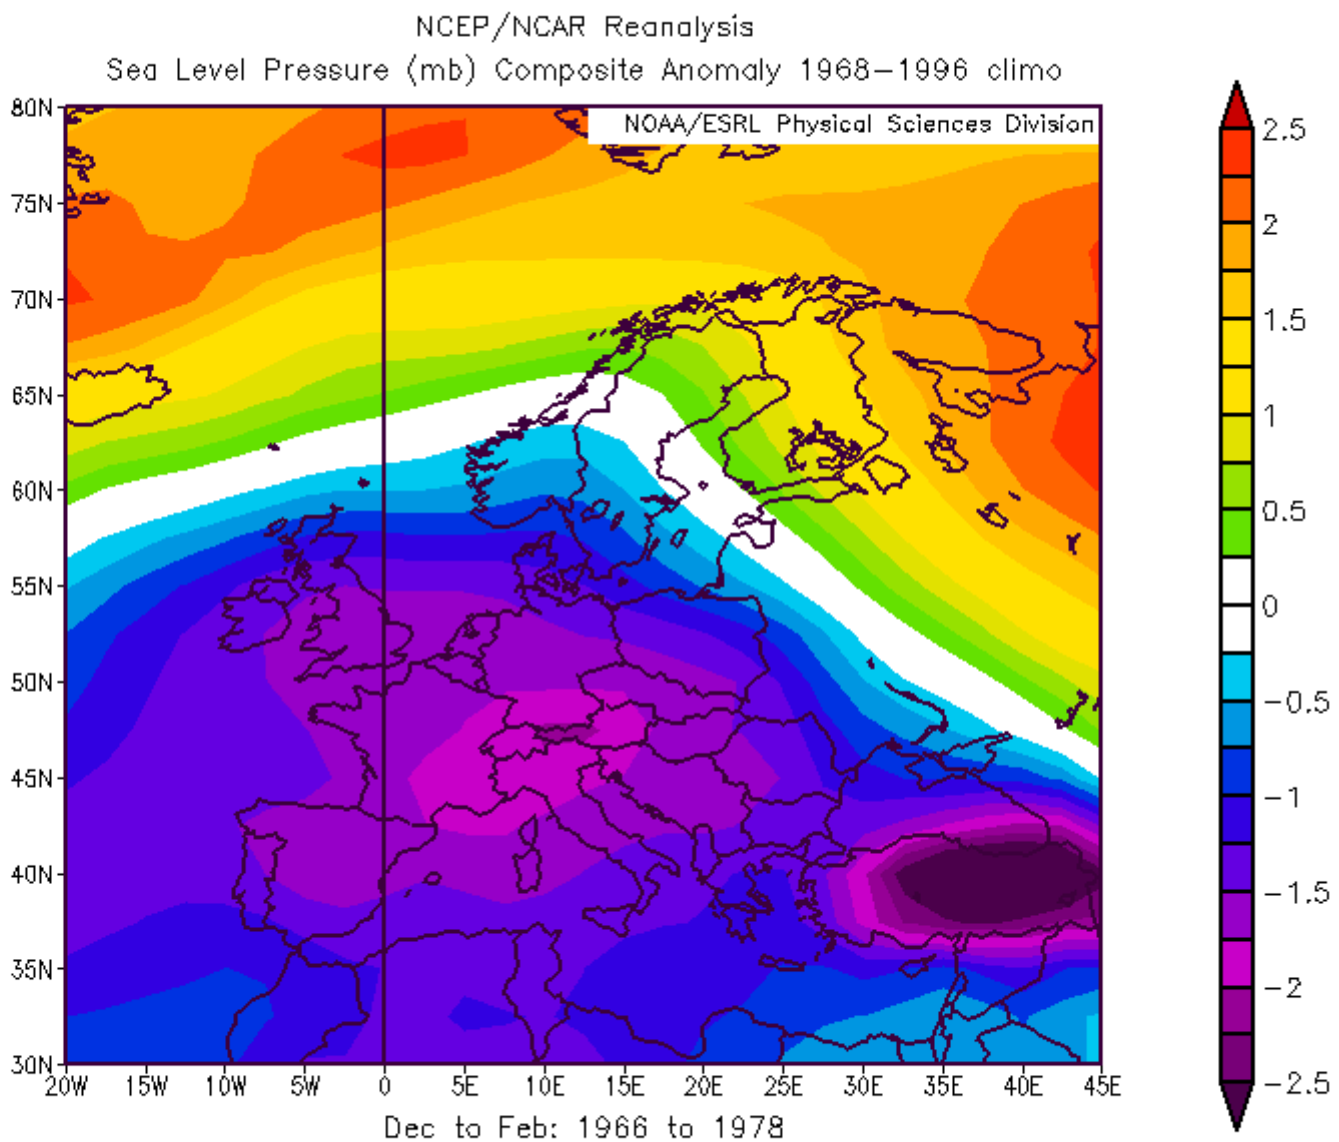 NCEP/NCAR Reanalysis
Sea Level Pressure (mb) Composite Anomaly 1968-1996 climo
NOAA/ESRL Physical Sciences Division
80N
75N
70N
65N
60N
55N
50N
45N
40N
35N
30N
20W 15W 10W 5W 0 5E 10E 15E 20E 25E 30E 35E 40E 45E
Dec to Feb: 1966 to 1978
2.5
2
1.5
1
0.5
0
-0.5
-1
-1.5
-2
-2.5